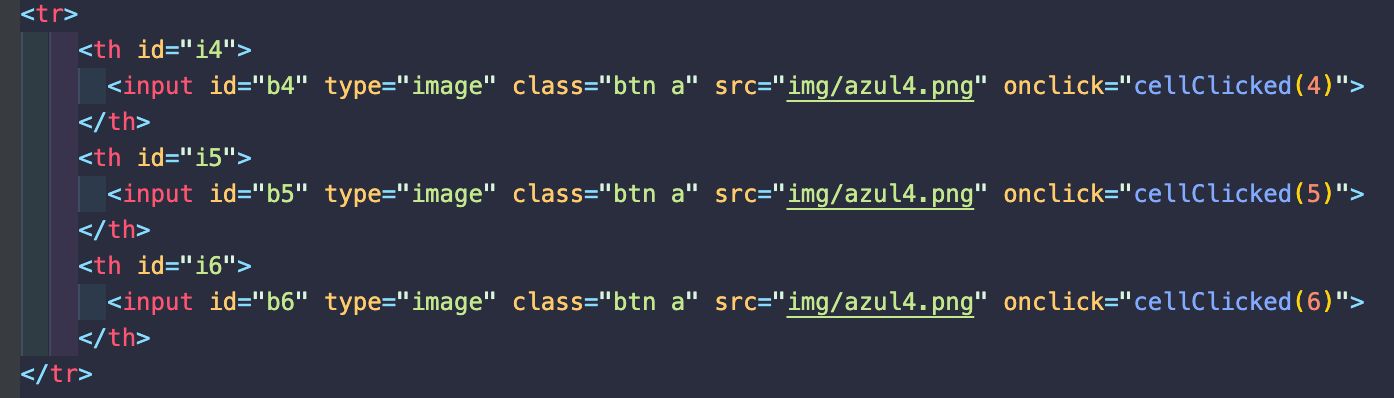 <tr>
<th id="i4">
<input id="b4" type="image" class="btn a" src="img/azul4.png" onclick="cellClicked(4)">
</th>
<th id="i5">
<input id="b5" type="image" class="btn a" src="img/azul4.png" onclick="cellClicked(5)">
</th>
<th id="i6">
<input id="b6" type="image" class="btn a" src="img/azul4.png" onclick="cellClicked(6)">
</th>
</tr>